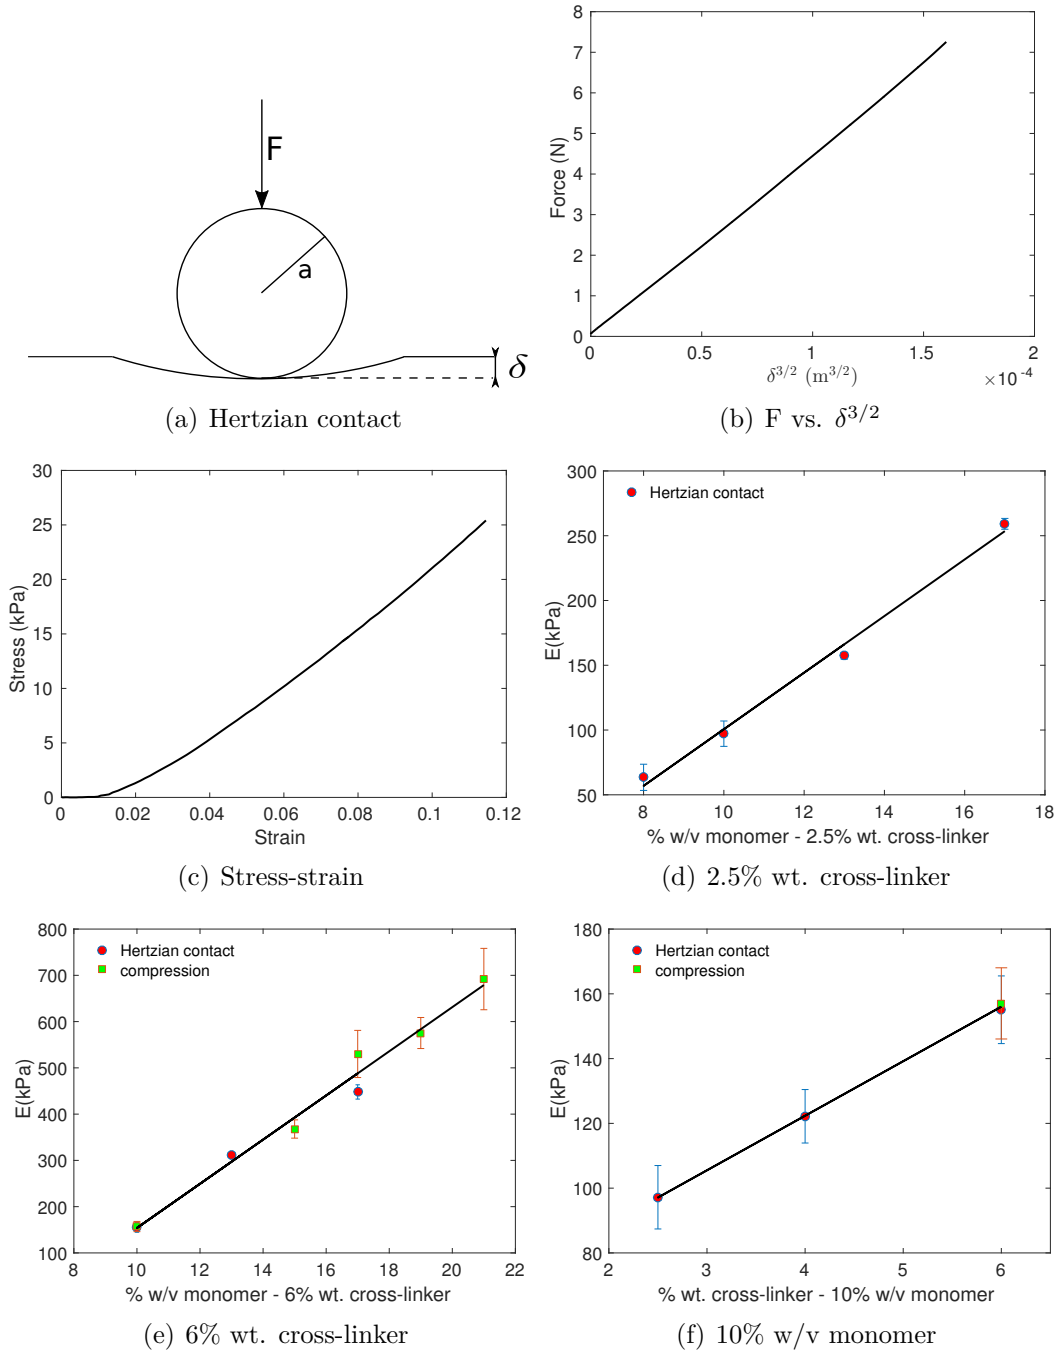 F
a
δ
(a) Hertzian contact
8
7
6
5
4
3
2
1
0
Force (N)
0 0.5 1 1.5 2
δ^{3/2} (m^{3/2})
×10^{-4}
(b) F vs. δ^{3/2}
30
25
20
15
10
5
0
Stress (kPa)
0 0.02 0.04 0.06 0.08 0.1 0.12
Strain
(c) Stress-strain
300
250
200
150
100
50
E(kPa)
Hertzian contact
8 10 12 14 16 18
% w/v monomer - 2.5% wt. cross-linker
(d) 2.5% wt. cross-linker
800
700
600
500
400
300
200
100
E(kPa)
Hertzian contact
compression
8 10 12 14 16 18 20 22
% w/v monomer - 6% wt. cross-linker
(e) 6% wt. cross-linker
180
160
140
120
100
80
E(kPa)
Hertzian contact
compression
2 3 4 5 6
% wt. cross-linker - 10% w/v monomer
(f) 10% w/v monomer